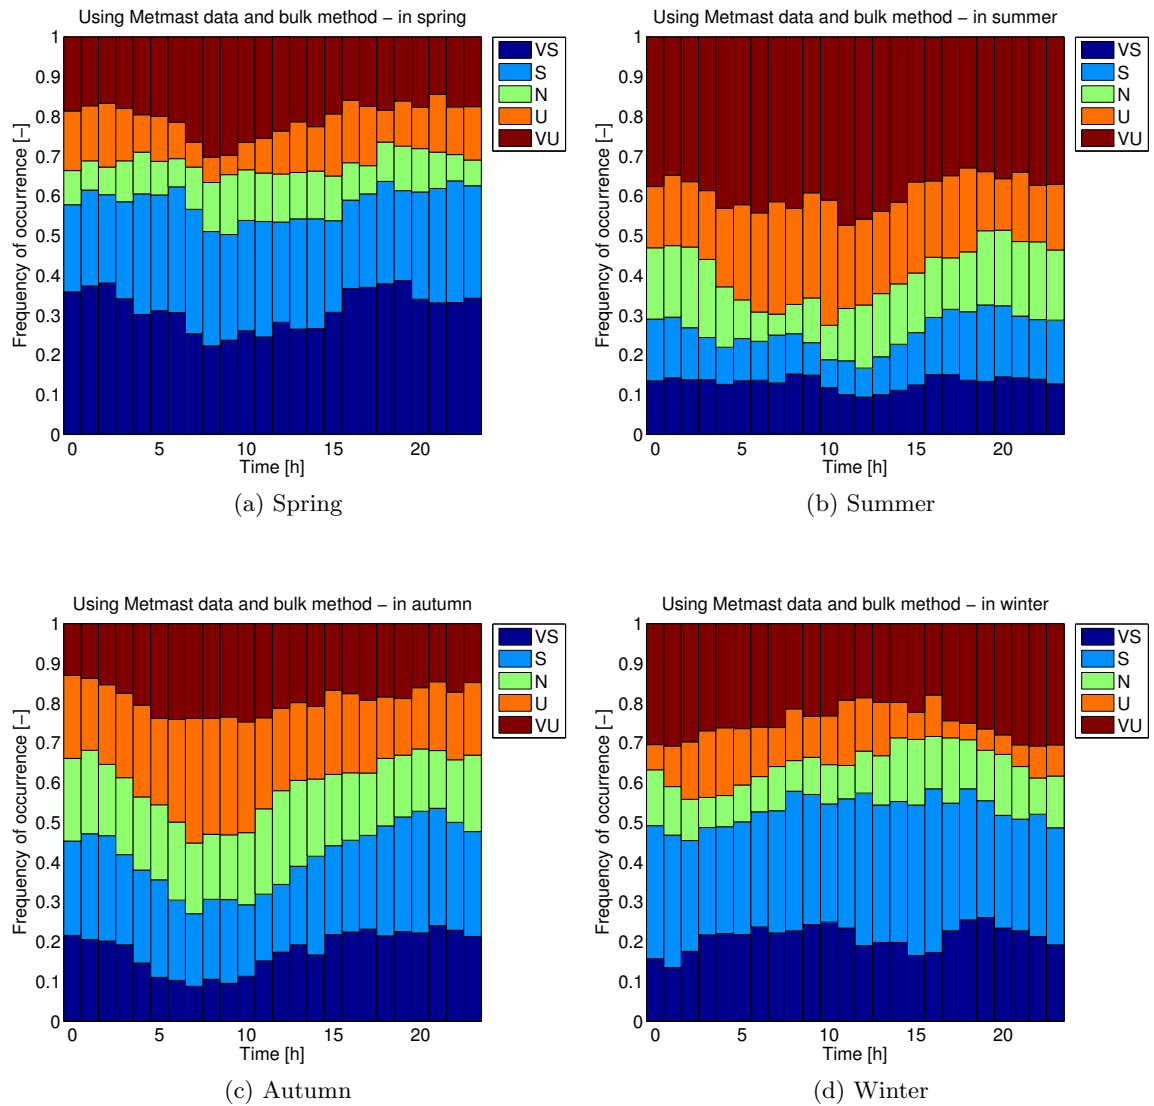 Using Metmast data and bulk method − in spring
1
0.9
0.8
0.7
0.6
0.5
0.4
0.3
0.2
0.1
0
Frequency of occurrence [−]
0 5 10 15 20
Time [h]
VS
S
N
U
VU
(a) Spring
Using Metmast data and bulk method − in summer
1
0.9
0.8
0.7
0.6
0.5
0.4
0.3
0.2
0.1
0
Frequency of occurrence [−]
0 5 10 15 20
Time [h]
VS
S
N
U
VU
(b) Summer
Using Metmast data and bulk method − in autumn
1
0.9
0.8
0.7
0.6
0.5
0.4
0.3
0.2
0.1
0
Frequency of occurrence [−]
0 5 10 15 20
Time [h]
VS
S
N
U
VU
(c) Autumn
Using Metmast data and bulk method − in winter
1
0.9
0.8
0.7
0.6
0.5
0.4
0.3
0.2
0.1
0
Frequency of occurrence [−]
0 5 10 15 20
Time [h]
VS
S
N
U
VU
(d) Winter